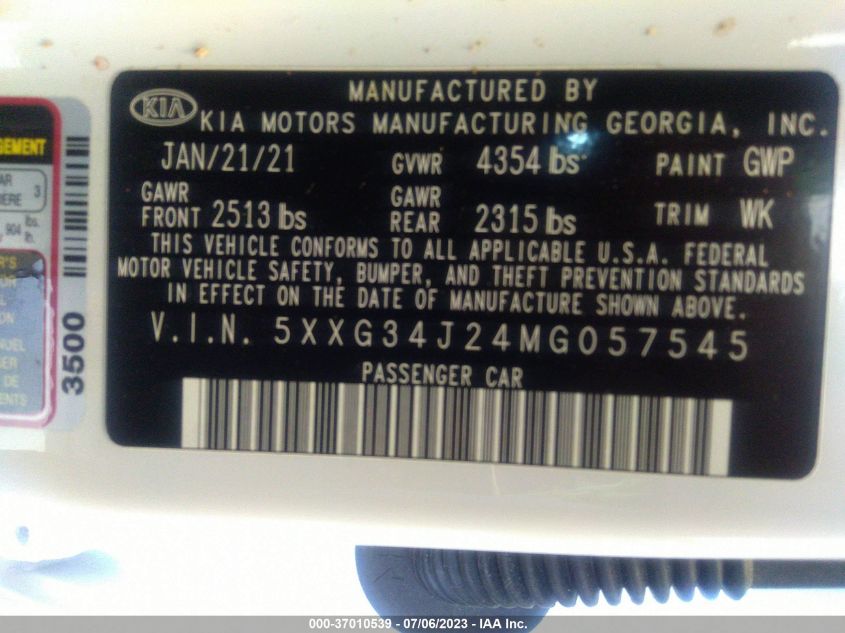 MANUFACTURED BY
KIA
KIA MOTORS MANUFACTURING GEORGIA, INC.
JAN/21/21 GVWR 4354 lbs PAINT GWP
GAWR FRONT 2513 lbs GAWR REAR 2315 lbs TRIM WK
THIS VEHICLE CONFORMS TO ALL APPLICABLE U.S.A. FEDERAL
MOTOR VEHICLE SAFETY, BUMPER, AND THEFT PREVENTION STANDARDS
IN EFFECT ON THE DATE OF MANUFACTURE SHOWN ABOVE.
V.I.N. 5XXG34J24MG057545
PASSENGER CAR
3
904
lbs.
3500
000-37010539 - 07/06/2023 - IAA Inc.